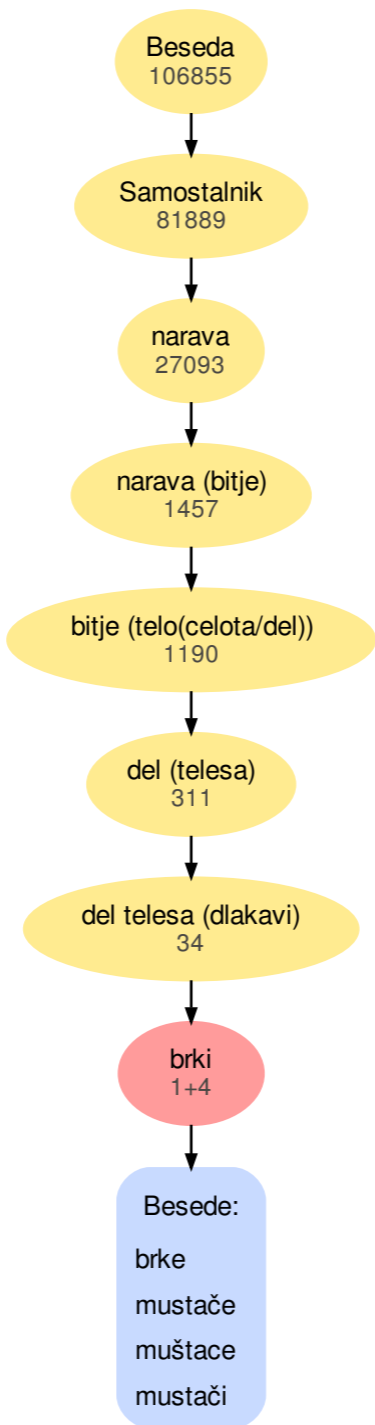 Beseda
106855
Samostalnik
81889
narava
27093
narava (bitje)
1457
bitje (telo(celota/del))
1190
del (telesa)
311
del telesa (dlakavi)
34
brki
1+4
Besede:
brke
mustače
muštace
mustači